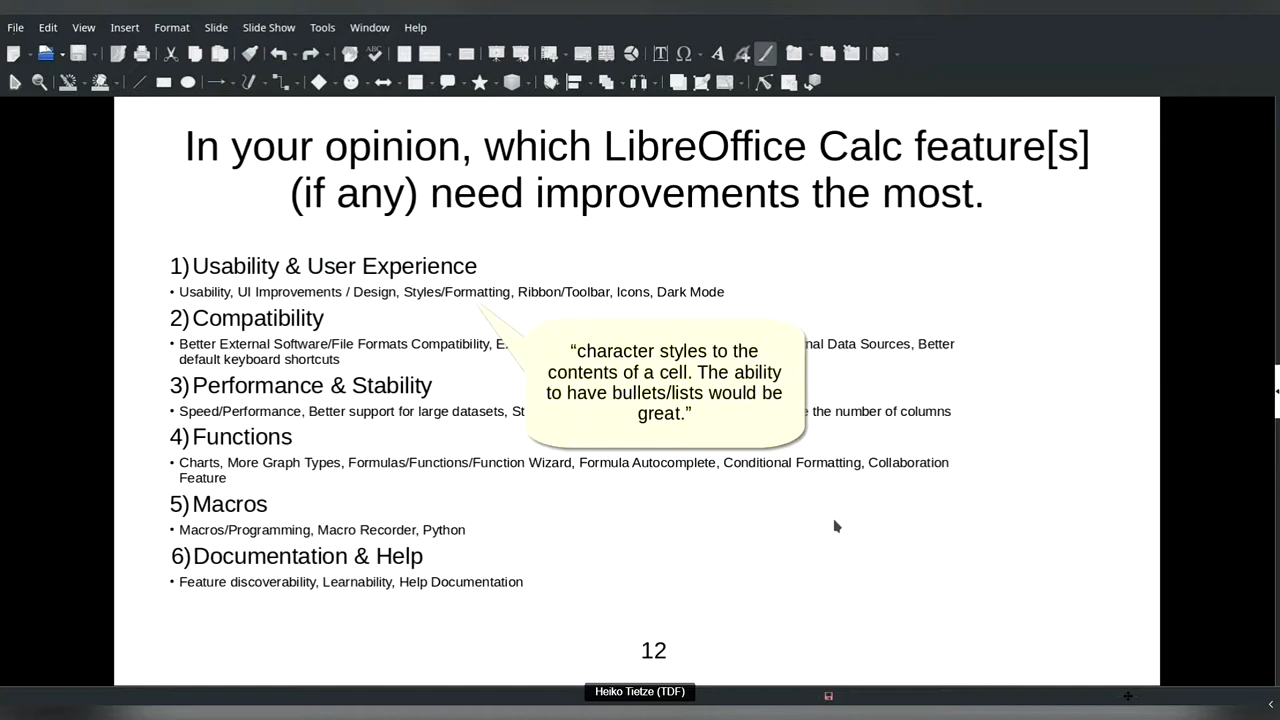 File Edit View Insert Format Slide Slide Show Tools Window Help
In your opinion, which LibreOffice Calc feature[s]
(if any) need improvements the most.
1) Usability & User Experience
• Usability, UI Improvements / Design, Styles/Formatting, Ribbon/Toolbar, Icons, Dark Mode
2) Compatibility
• Better External Software/File Formats Compatibility, nal Data Sources, Better
default keyboard shortcuts
3) Performance & Stability
• Speed/Performance, Better support for large datasets, the number of columns
4) Functions
• Charts, More Graph Types, Formulas/Functions/Function Wizard, Formula Autocomplete, Conditional Formatting, Collaboration
Feature
5) Macros
• Macros/Programming, Macro Recorder, Python
6) Documentation & Help
• Feature discoverability, Learnability, Help Documentation
“character styles to the
contents of a cell. The ability
to have bullets/lists would be
great.”
12
Heiko Tietze (TDF)